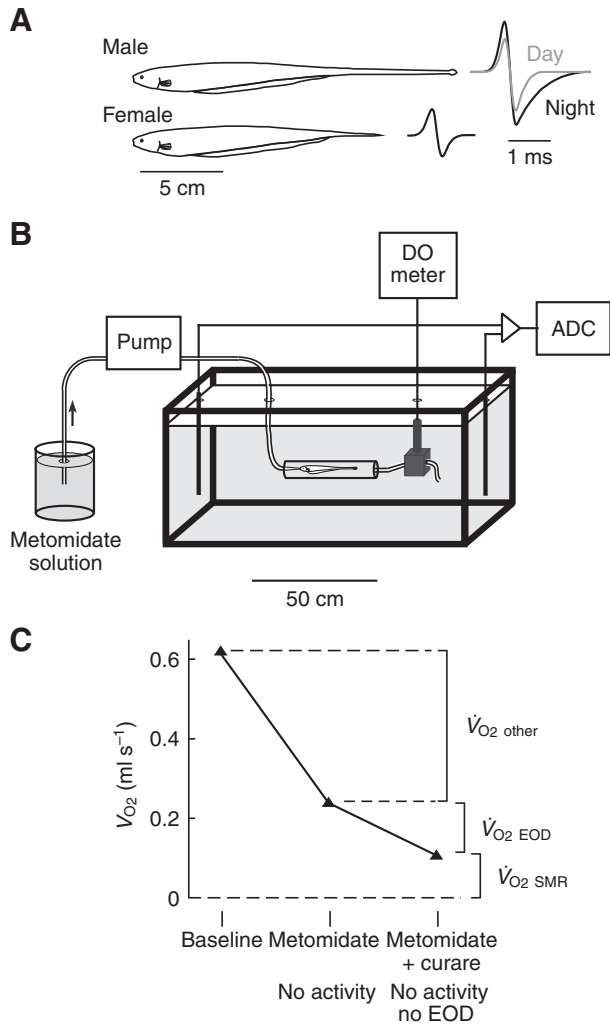 A
Male
Day
Night
Female
1 ms
5 cm
B
DO
meter
Pump
ADC
Metomidate
solution
50 cm
C
0.6
0.4
0.2
0
V̇O2 (ml s–1)
V̇O2 other
V̇O2 EOD
V̇O2 SMR
Baseline
Metomidate
Metomidate
+ curare
No activity
No activity
no EOD